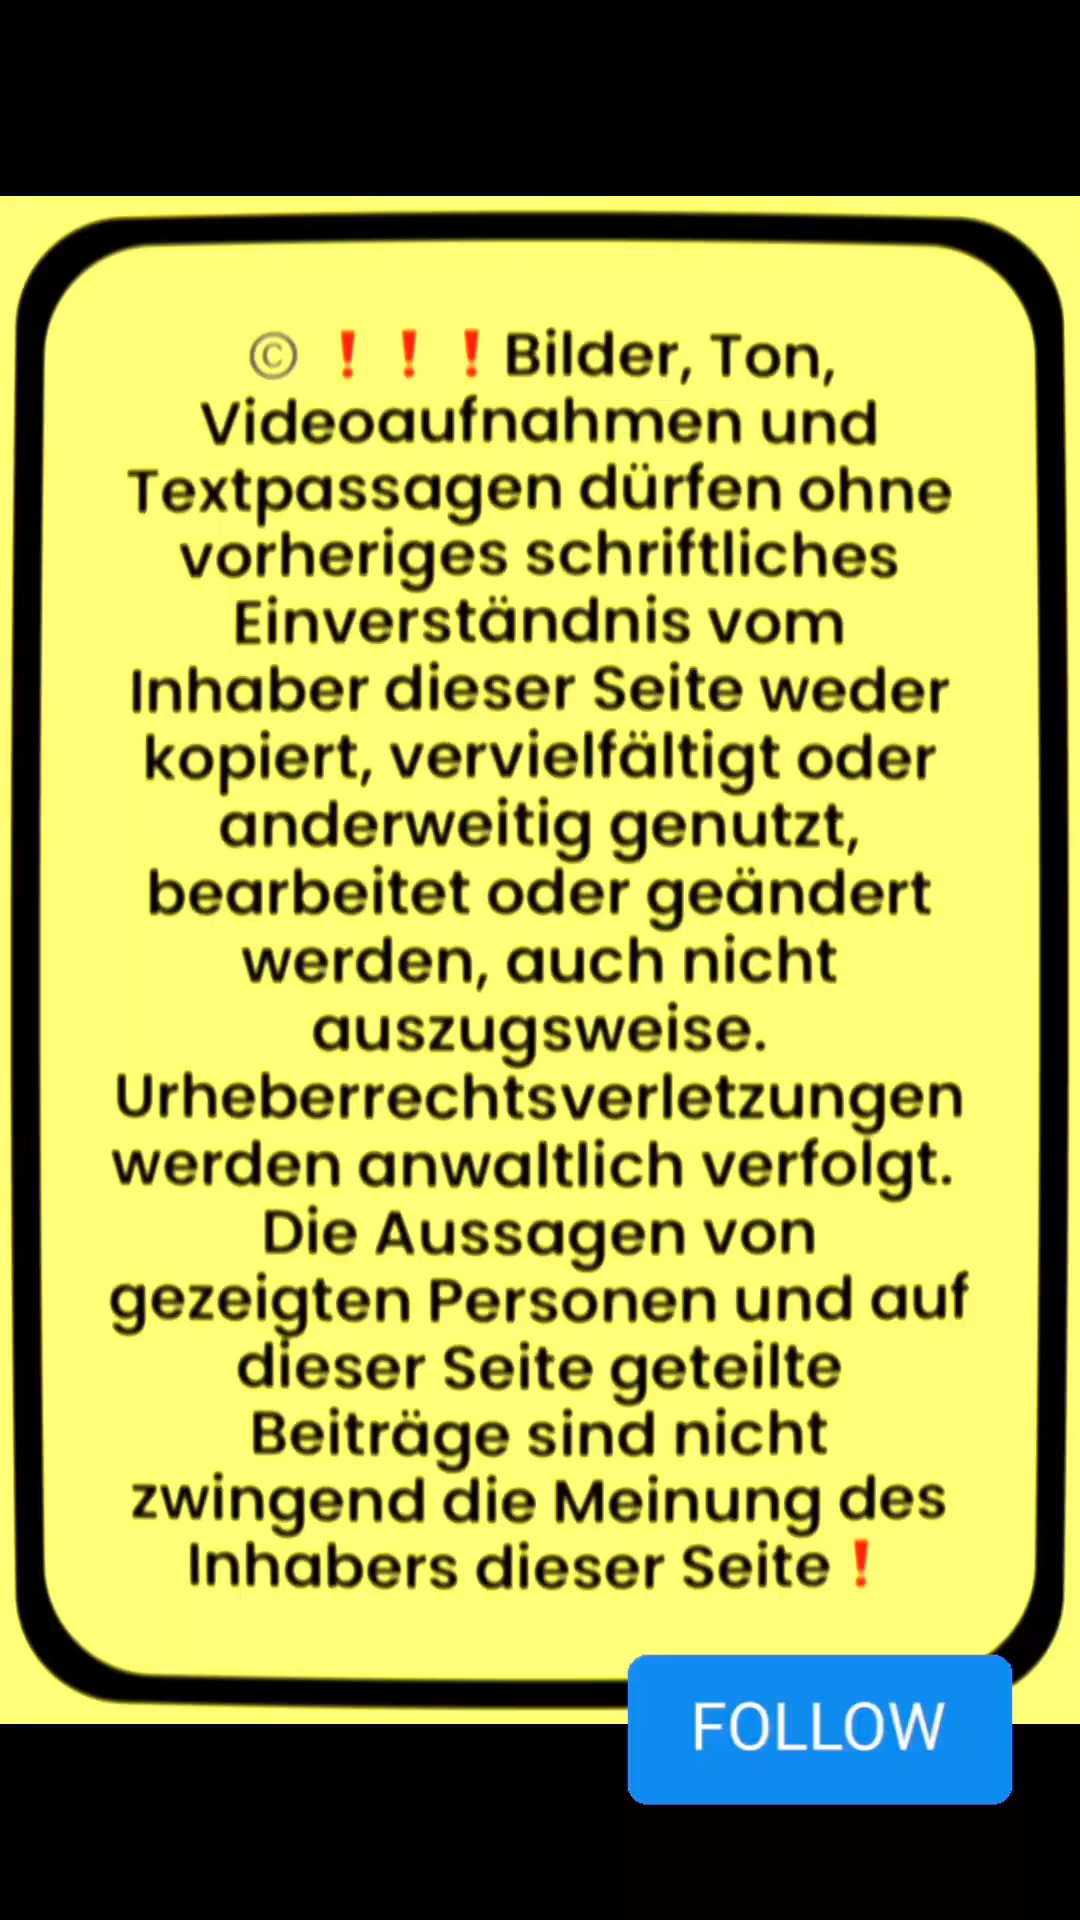 © ❗❗❗Bilder, Ton,
Videoaufnahmen und
Textpassagen dürfen ohne
vorheriges schriftliches
Einverständnis vom
Inhaber dieser Seite weder
kopiert, vervielfältigt oder
anderweitig genutzt,
bearbeitet oder geändert
werden, auch nicht
auszugsweise.
Urheberrechtsverletzungen
werden anwaltlich verfolgt.
Die Aussagen von
gezeigten Personen und auf
dieser Seite geteilte
Beiträge sind nicht
zwingend die Meinung des
Inhabers dieser Seite❗
FOLLOW